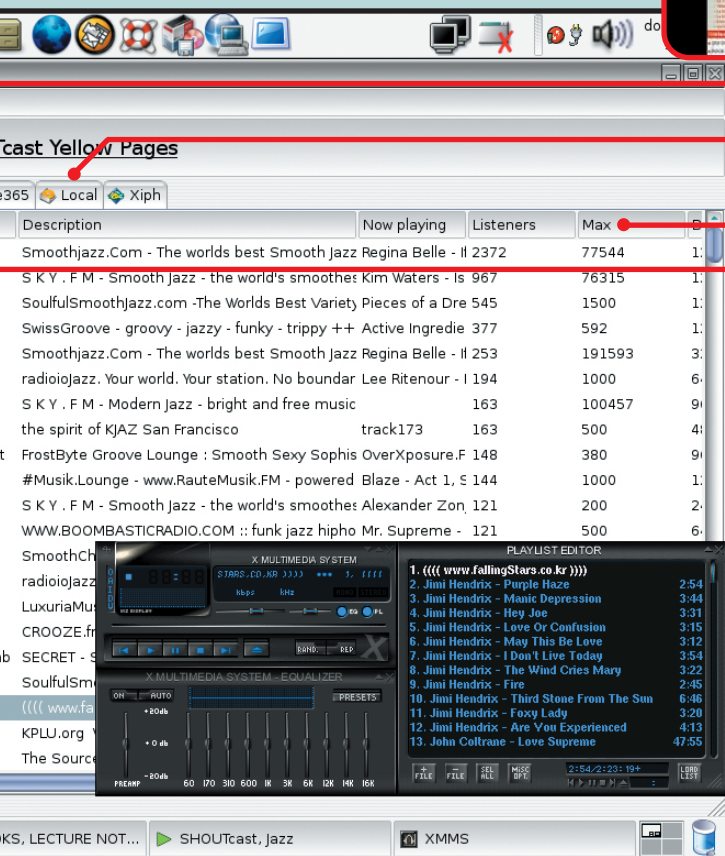 do
Tcast Yellow Pages
e365 Local Xiph
Description Now playing Listeners Max
Smoothjazz.Com - The worlds best Smooth Jazz Regina Belle - If 2372 77544
S K Y . F M - Smooth Jazz - the world's smoothes Kim Waters - Is 967 76315
SoulfulSmoothJazz.com -The Worlds Best Variety Pieces of a Dre 545 1500
SwissGroove - groovy - jazzy - funky - trippy ++ Active Ingredie 377 592
Smoothjazz.Com - The worlds best Smooth Jazz Regina Belle - If 253 191593
radioioJazz. Your world. Your station. No boundar Lee Ritenour - 194 1000
S K Y . F M - Modern Jazz - bright and free music 163 100457
the spirit of KJAZ San Francisco track173 163 500
t FrostByte Groove Lounge : Smooth Sexy Sophis OverXposure.F 148 380
#Musik.Lounge - www.RauteMusik.FM - powered Blaze - Act 1, S 144 1000
S K Y . F M - Smooth Jazz - the world's smoothes Alexander Zon 121 200
WWW.BOOMBASTICRADIO.COM :: funk jazz hipho Mr. Supreme - 121 500
SmoothCh
radioioJazz
LuxuriaMus
CROOZE.fr
b SECRET - S
SoulfulSm
(((( www.fa
KPLU.org
The Source
X MULTIMEDIA SYSTEM
STARS.CO.KR )))) *** 1. ((((
kbps kHz
VIZ DISPLAY
EQ PL
RAND. REP.
X MULTIMEDIA SYSTEM - EQUALIZER
ON AUTO PRESETS
+20db
+0 db
-20db
PREAMP 60 170 310 600 1K 3K 6K 12K 14K 16K
PLAYLIST EDITOR
1. (((( www.fallingStars.co.kr ))))
2. Jimi Hendrix - Purple Haze 2:54
3. Jimi Hendrix - Manic Depression 3:44
4. Jimi Hendrix - Hey Joe 3:31
5. Jimi Hendrix - Love Or Confusion 3:15
6. Jimi Hendrix - May This Be Love 3:12
7. Jimi Hendrix - I Don't Live Today 3:54
8. Jimi Hendrix - The Wind Cries Mary 3:22
9. Jimi Hendrix - Fire 2:45
10. Jimi Hendrix - Third Stone From The Sun 6:46
11. Jimi Hendrix - Foxy Lady 3:20
12. Jimi Hendrix - Are You Experienced 4:13
13. John Coltrane - Love Supreme 47:55
+ FILE - FILE SEL ALL MISC OPT. 2:54/2:23:19+ LOAD LIST
OKS, LECTURE NOT... SHOUTcast, Jazz XMMS